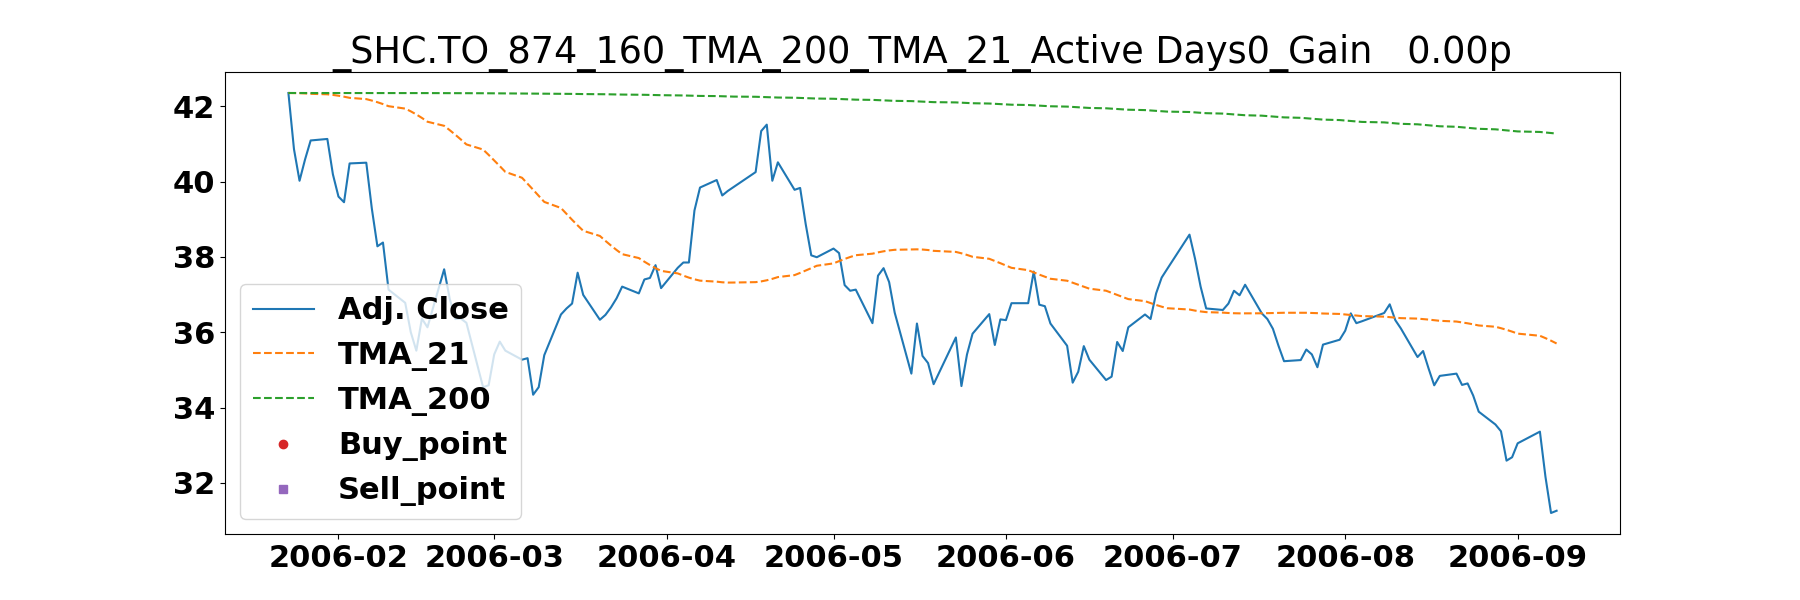 _SHC.TO_874_160_TMA_200_TMA_21_Active Days0_Gain   0.00p
42
40
38
36
34
32
Adj. Close
TMA_21
TMA_200
Buy_point
Sell_point
2006-02 2006-03 2006-04 2006-05 2006-06 2006-07 2006-08 2006-09